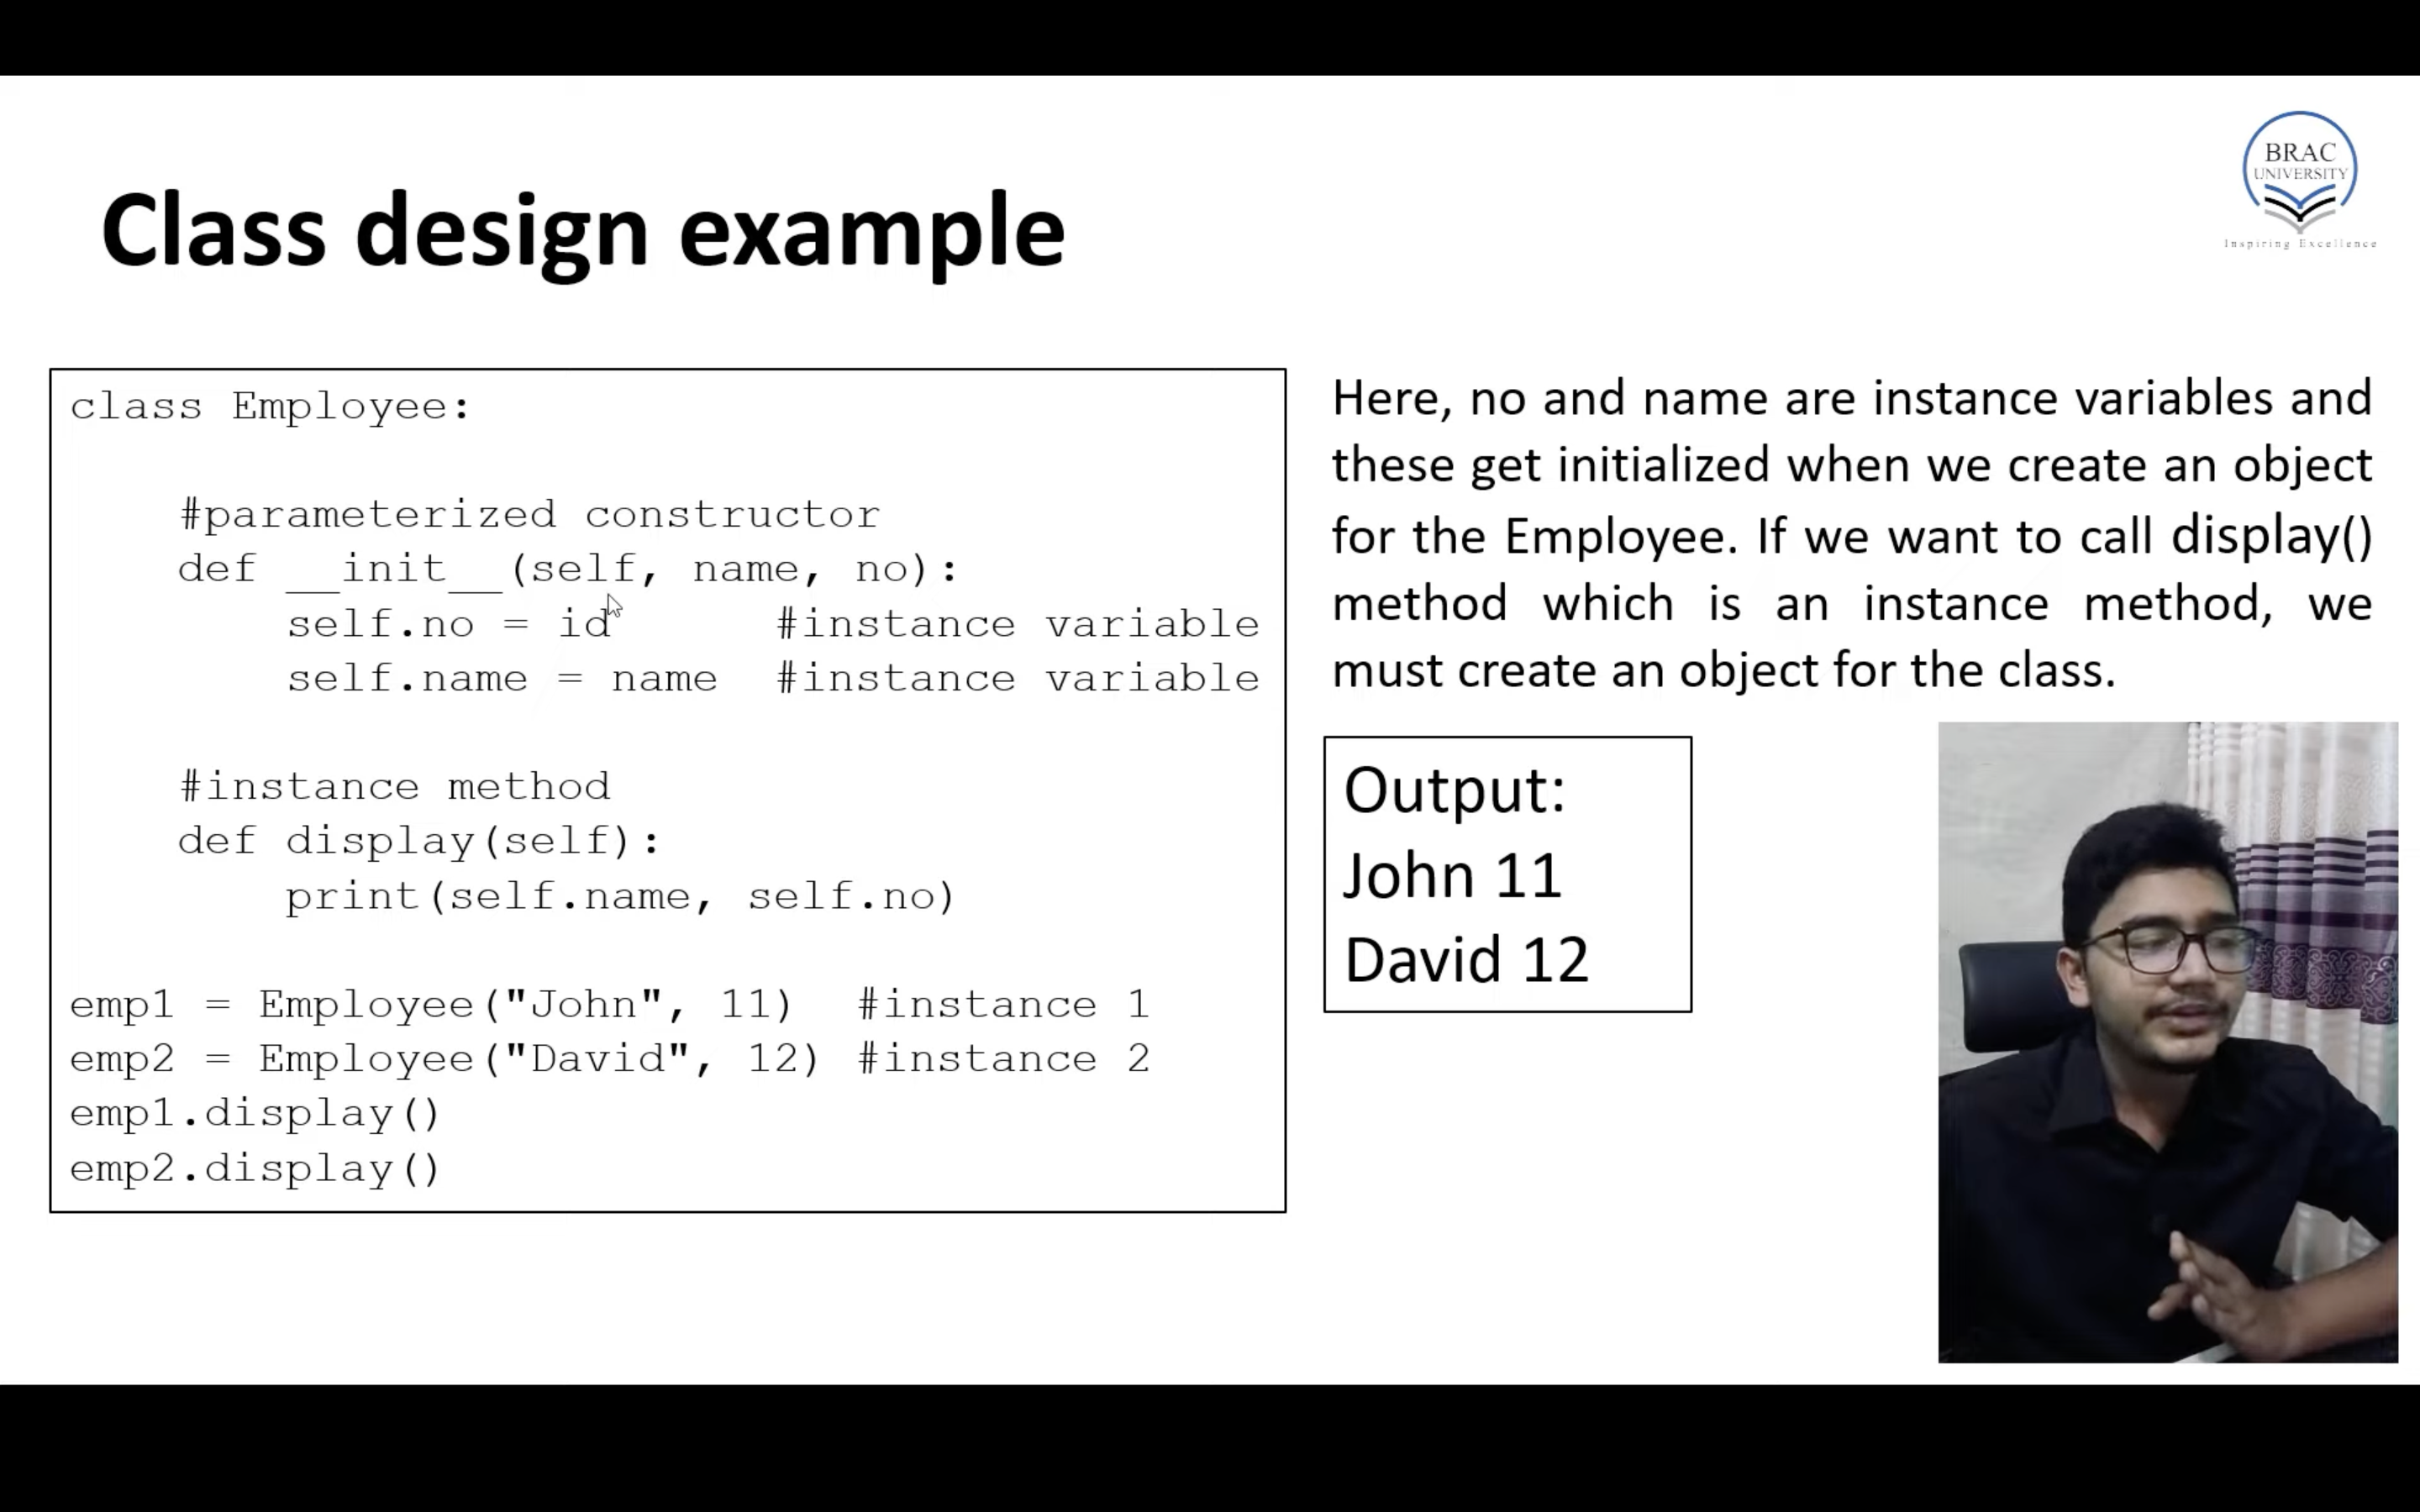 BRAC
UNIVERSITY
Inspiring Excellence
Class design example
class Employee:
#parameterized constructor
def __init__(self, name, no):
self.no = id #instance variable
self.name = name #instance variable
#instance method
def display(self):
print(self.name, self.no)
emp1 = Employee("John", 11) #instance 1
emp2 = Employee("David", 12) #instance 2
emp1.display()
emp2.display()
Here, no and name are instance variables and
these get initialized when we create an object
for the Employee. If we want to call display()
method which is an instance method, we
must create an object for the class.
Output:
John 11
David 12